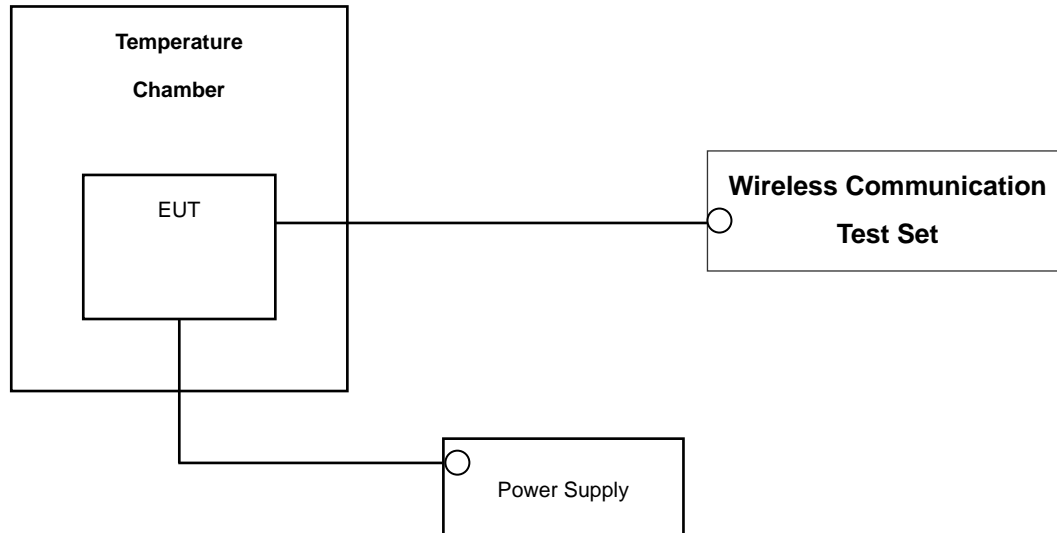 Temperature
Chamber
EUT
Wireless Communication
Test Set
Power Supply